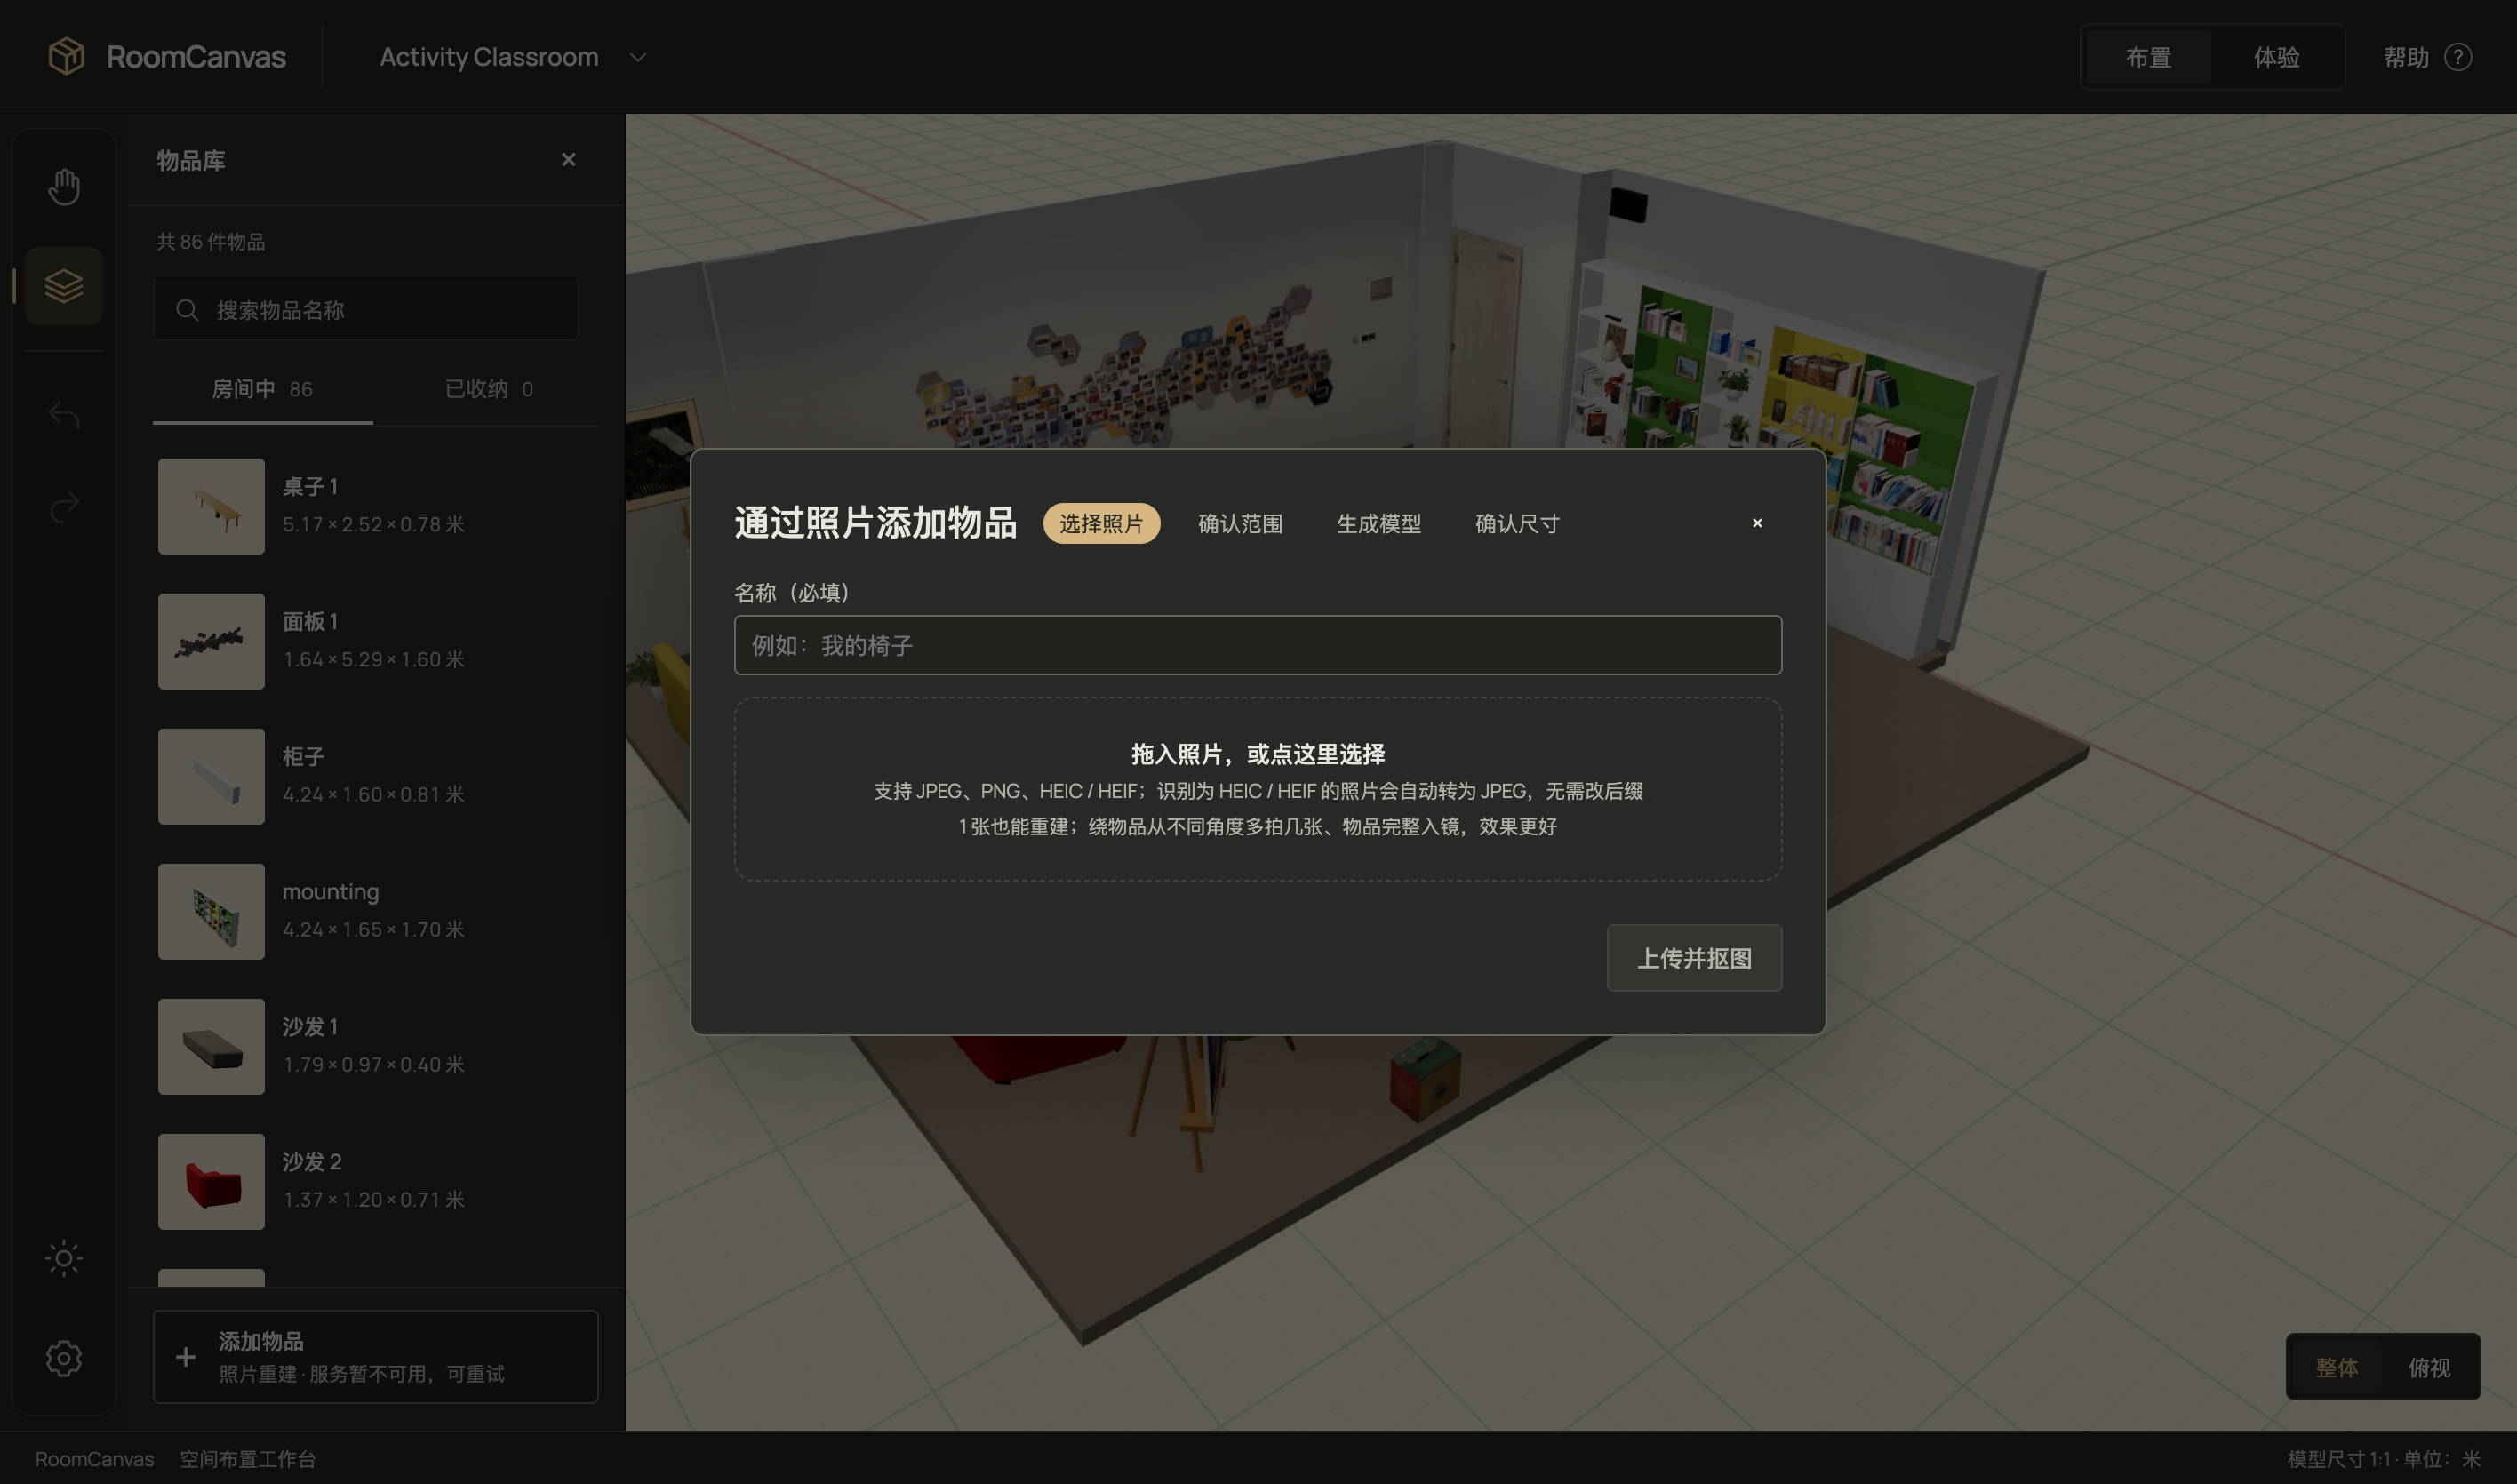 RoomCanvas
Activity Classroom
布置
体验
帮助 ?
物品库
共 86 件物品
搜索物品名称
房间中 86
已收纳 0
桌子 1
5.17 × 2.52 × 0.78 米
面板 1
1.64 × 5.29 × 1.60 米
柜子
4.24 × 1.60 × 0.81 米
mounting
4.24 × 1.65 × 1.70 米
沙发 1
1.79 × 0.97 × 0.40 米
沙发 2
1.37 × 1.20 × 0.71 米
添加物品
照片重建 · 服务暂不可用，可重试
通过照片添加物品
选择照片
确认范围
生成模型
确认尺寸
名称（必填）
例如：我的椅子
拖入照片，或点这里选择
支持 JPEG、PNG、HEIC / HEIF；识别为 HEIC / HEIF 的照片会自动转为 JPEG，无需改后缀
1 张也能重建；绕物品从不同角度多拍几张、物品完整入镜，效果更好
上传并抠图
整体
俯视
RoomCanvas 空间布置工作台
模型尺寸 1:1 · 单位：米